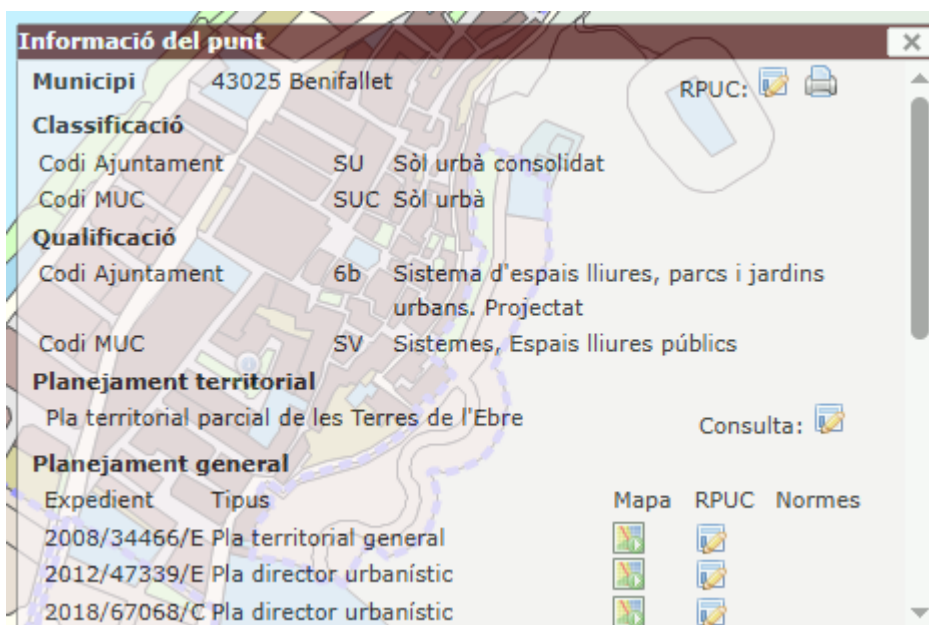 Informació del punt
Municipi 43025 Benifallet RPUC:
Classificació
Codi Ajuntament SU Sòl urbà consolidat
Codi MUC SUC Sòl urbà
Qualificació
Codi Ajuntament 6b Sistema d'espais lliures, parcs i jardins
urbans. Projectat
Codi MUC SV Sistemes, Espais lliures públics
Planejament territorial
Pla territorial parcial de les Terres de l'Ebre Consulta:
Planejament general
Expedient Tipus Mapa RPUC Normes
2008/34466/E Pla territorial general
2012/47339/E Pla director urbanístic
2018/67068/C Pla director urbanístic